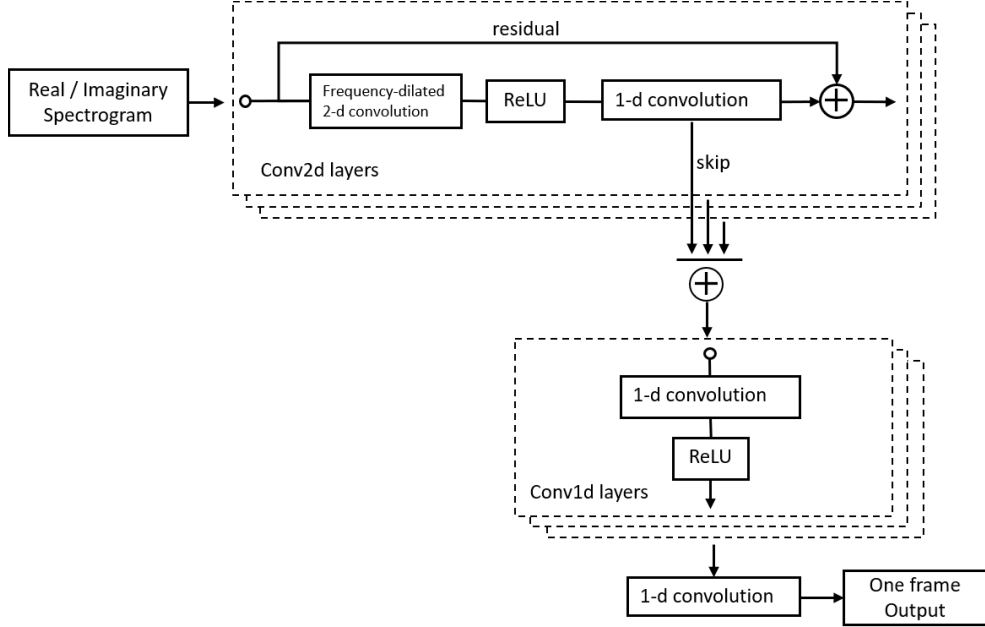 residual
Real / Imaginary
Spectrogram
Frequency-dilated
2-d convolution
ReLU
1-d convolution
Conv2d layers
skip
1-d convolution
ReLU
Conv1d layers
1-d convolution
One frame
Output